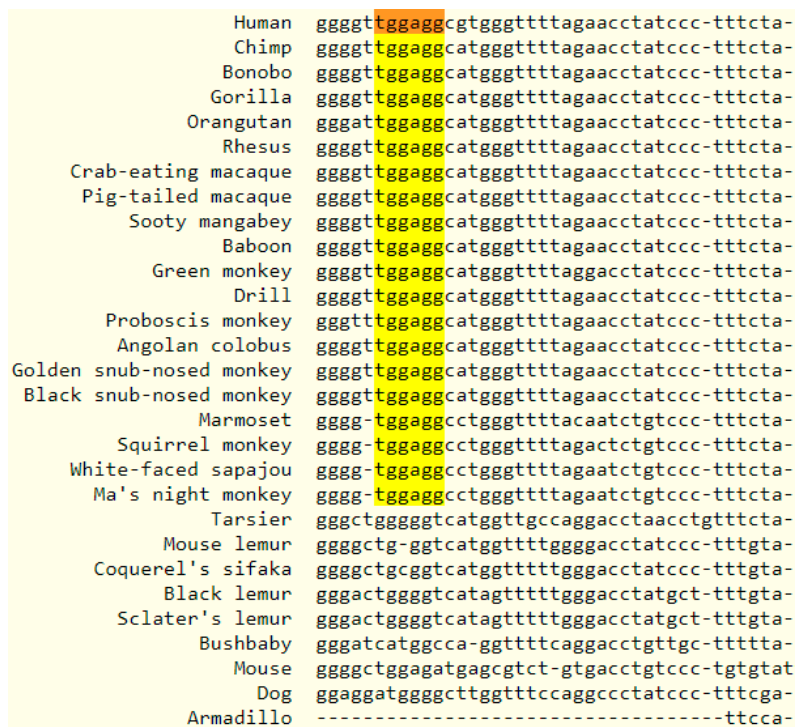 Human ggggttggaggcgtgggttttagaacctatccc-tttcta-
Chimp ggggttggaggcatgggttttagaacctatccc-tttcta-
Bonobo ggggttggaggcatgggttttagaacctatccc-tttcta-
Gorilla ggggttggaggcatgggttttagaacctatccc-tttcta-
Orangutan gggattggaggcatgggttttagaacctatccc-tttcta-
Rhesus ggggttggaggcatgggttttagaacctatccc-tttcta-
Crab-eating macaque ggggttggaggcatgggttttagaacctatccc-tttcta-
Pig-tailed macaque ggggttggaggcatgggttttagaacctatccc-tttcta-
Sooty mangabey ggggttggaggcatgggttttagaacctatccc-tttcta-
Baboon ggggttggaggcatgggttttagaacctatccc-tttcta-
Green monkey ggggttggaggcatgggttttaggacctatccc-tttcta-
Drill ggggttggaggcatgggttttagaacctatccc-tttcta-
Proboscis monkey gggtttggaggcatgggttttagaacctatccc-tttcta-
Angolan colobus ggggttggaggcatgggttttagaacctatccc-tttcta-
Golden snub-nosed monkey ggggttggaggcatgggttttagaacctatccc-tttcta-
Black snub-nosed monkey ggggttggaggcatgggttttagaacctatccc-tttcta-
Marmoset gggg-tggaggcctgggttttacaatctgtccc-tttcta-
Squirrel monkey gggg-tggaggcctgggttttagactctgtccc-tttcta-
White-faced sapajou gggg-tggaggcctgggttttagaatctgtccc-tttcta-
Ma's night monkey gggg-tggaggcctgggttttagaatctgtccc-tttcta-
Tarsier gggctgggggtcatggttgccaggacctaacctgtttcta-
Mouse lemur ggggctg-ggtcatggttttggggacctatccc-tttgta-
Coquerel's sifaka ggggctgcggtcatggtttttgggacctatccc-tttgta-
Black lemur gggactggggtcatagtttttgggacctatgct-tttgta-
Sclater's lemur gggactggggtcatagtttttgggacctatgct-tttgta-
Bushbaby gggatcatggcca-ggttttcaggacctgttgc-ttttta-
Mouse ggggctggagatgagcgtct-gtgacctgtccc-tgtgtat
Dog ggaggatggggcttggtttccaggccctatccc-tttcga-
Armadillo -----------------------------------ttcca-